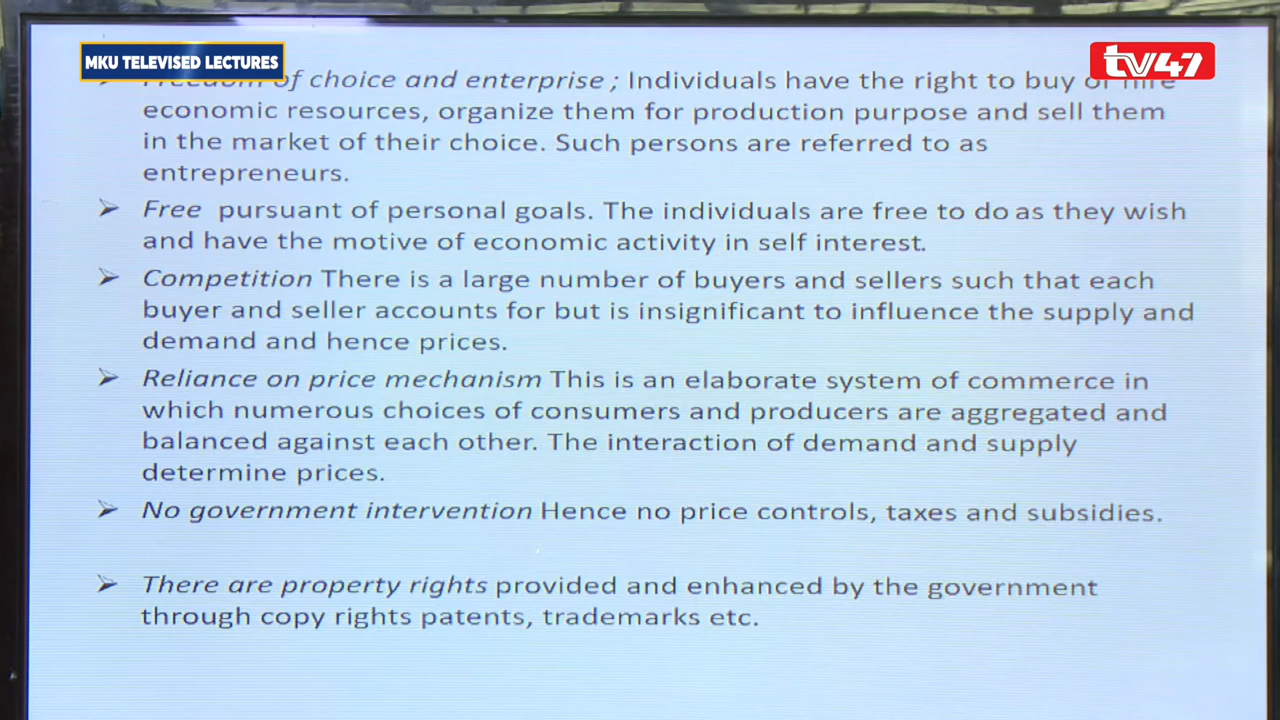 MKU TELEVISED LECTURES
tv47
Freedom of choice and enterprise ; Individuals have the right to buy or hire
economic resources, organize them for production purpose and sell them
in the market of their choice. Such persons are referred to as
entrepreneurs.
➢ Free pursuant of personal goals. The individuals are free to do as they wish
and have the motive of economic activity in self interest.
➢ Competition There is a large number of buyers and sellers such that each
buyer and seller accounts for but is insignificant to influence the supply and
demand and hence prices.
➢ Reliance on price mechanism This is an elaborate system of commerce in
which numerous choices of consumers and producers are aggregated and
balanced against each other. The interaction of demand and supply
determine prices.
➢ No government intervention Hence no price controls, taxes and subsidies.
➢ There are property rights provided and enhanced by the government
through copy rights patents, trademarks etc.